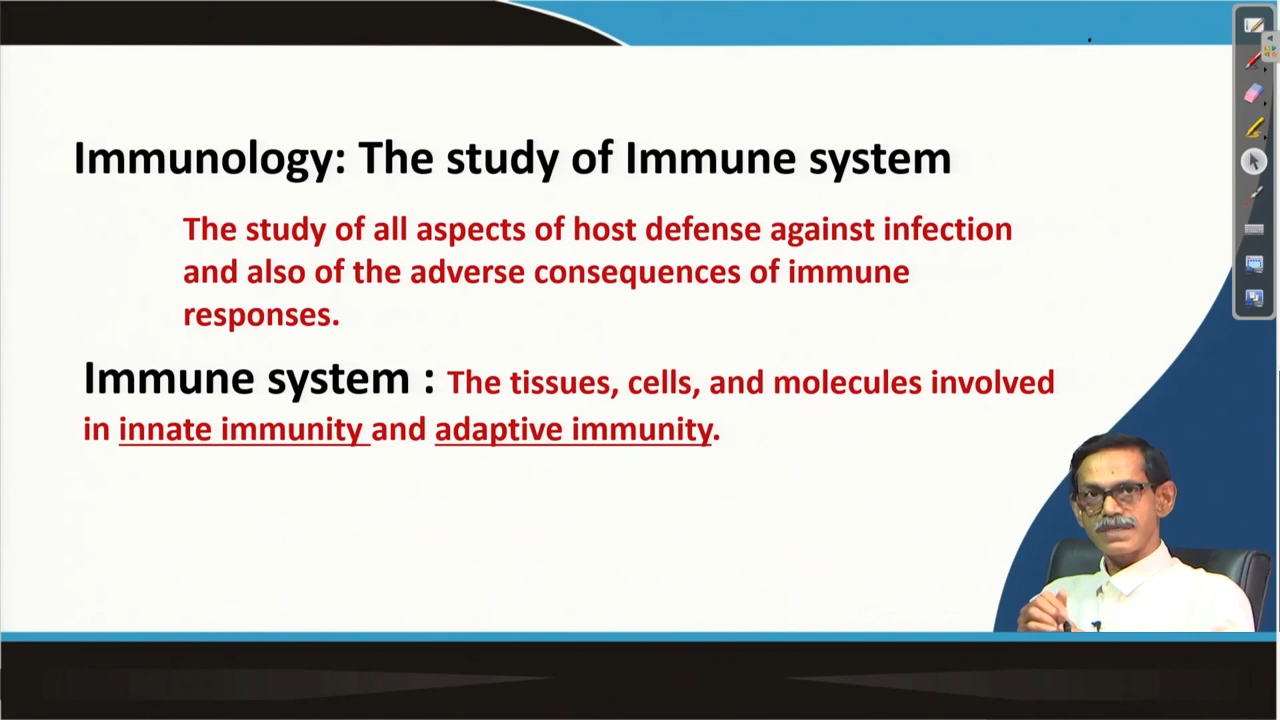 Immunology: The study of Immune system
The study of all aspects of host defense against infection
and also of the adverse consequences of immune
responses.
Immune system : The tissues, cells, and molecules involved
in innate immunity and adaptive immunity.